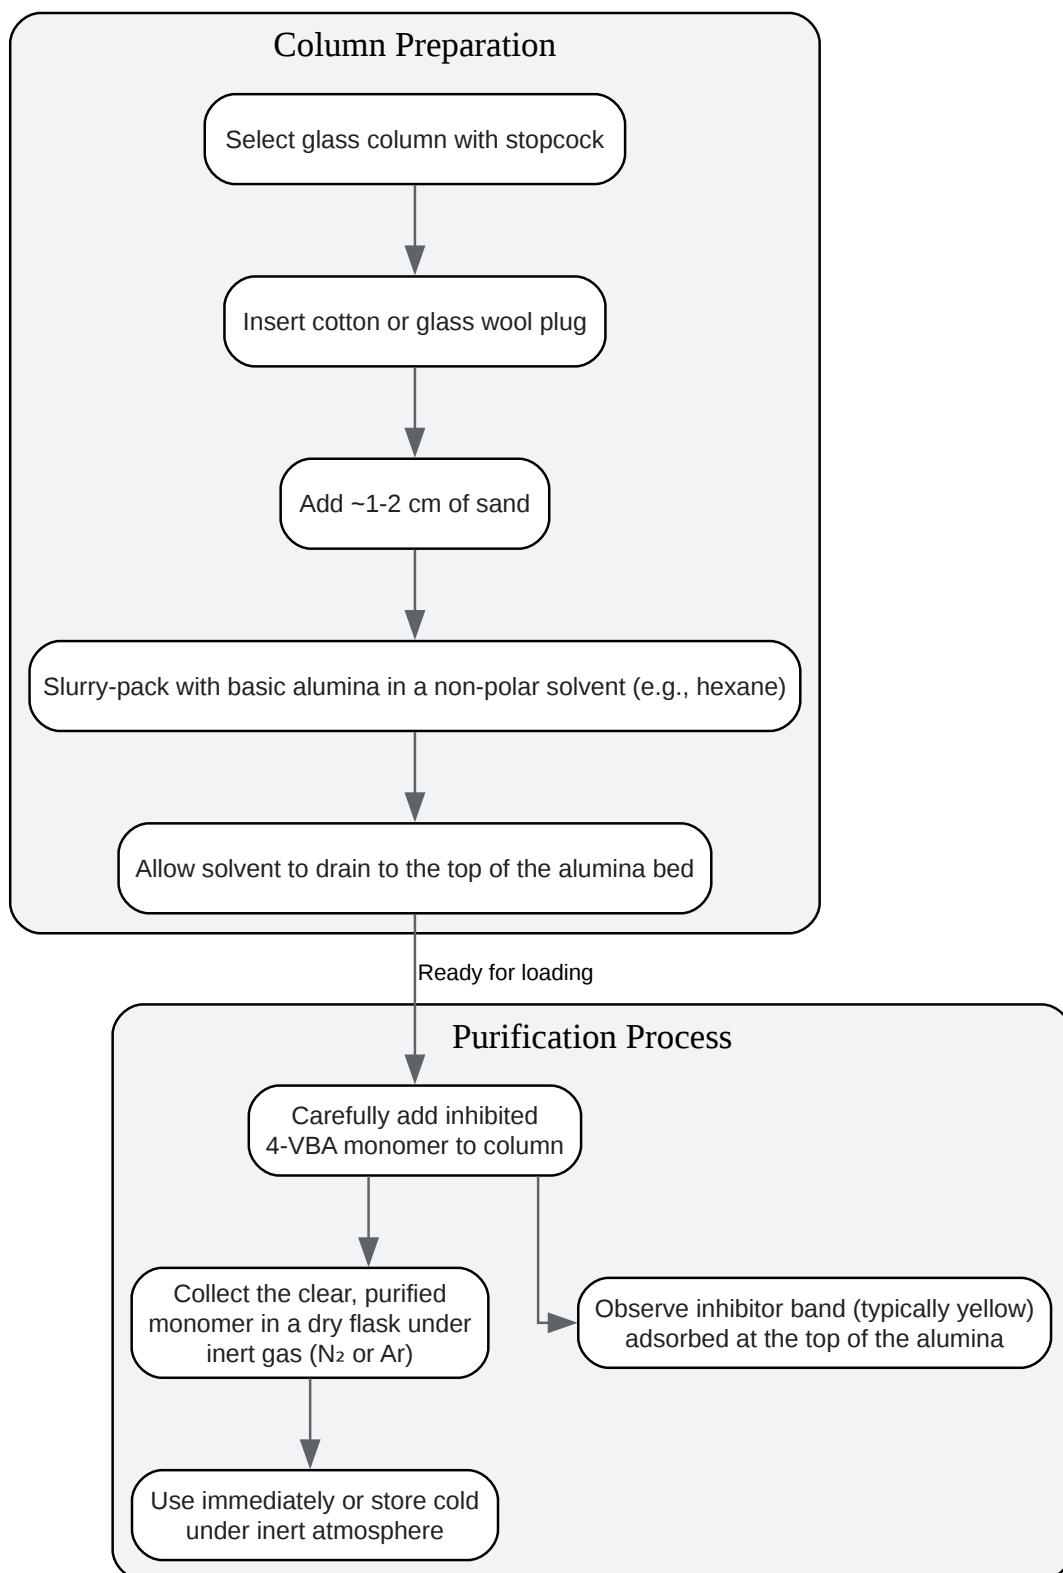 Column Preparation
Select glass column with stopcock
Insert cotton or glass wool plug
Add ~1-2 cm of sand
Slurry-pack with basic alumina in a non-polar solvent (e.g., hexane)
Allow solvent to drain to the top of the alumina bed
Ready for loading
Purification Process
Carefully add inhibited
4-VBA monomer to column
Collect the clear, purified
monomer in a dry flask under
inert gas (N₂ or Ar)
Observe inhibitor band (typically yellow)
adsorbed at the top of the alumina
Use immediately or store cold
under inert atmosphere